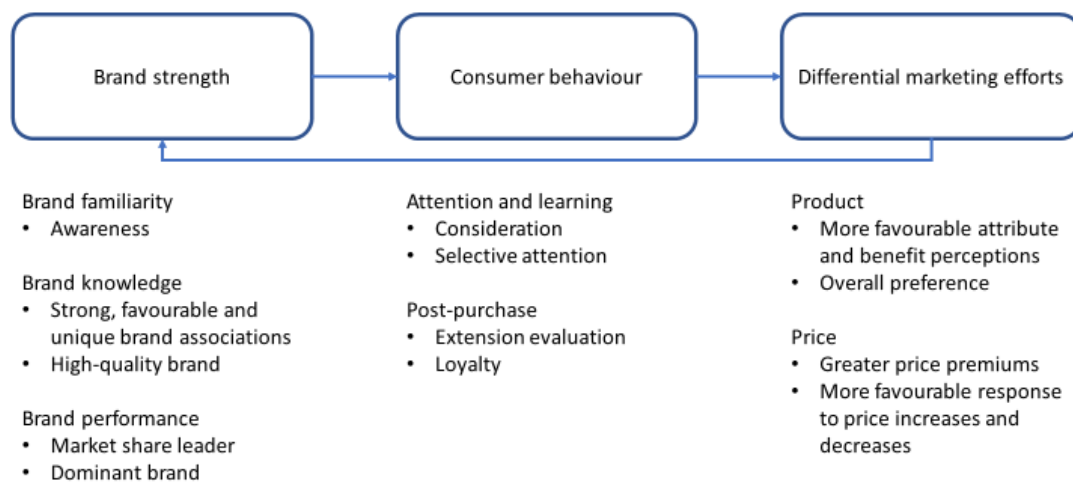 Brand strength
Consumer behaviour
Differential marketing efforts
Brand familiarity
• Awareness
Brand knowledge
• Strong, favourable and
unique brand associations
• High-quality brand
Brand performance
• Market share leader
• Dominant brand
Attention and learning
• Consideration
• Selective attention
Post-purchase
• Extension evaluation
• Loyalty
Product
• More favourable attribute
and benefit perceptions
• Overall preference
Price
• Greater price premiums
• More favourable response
to price increases and
decreases